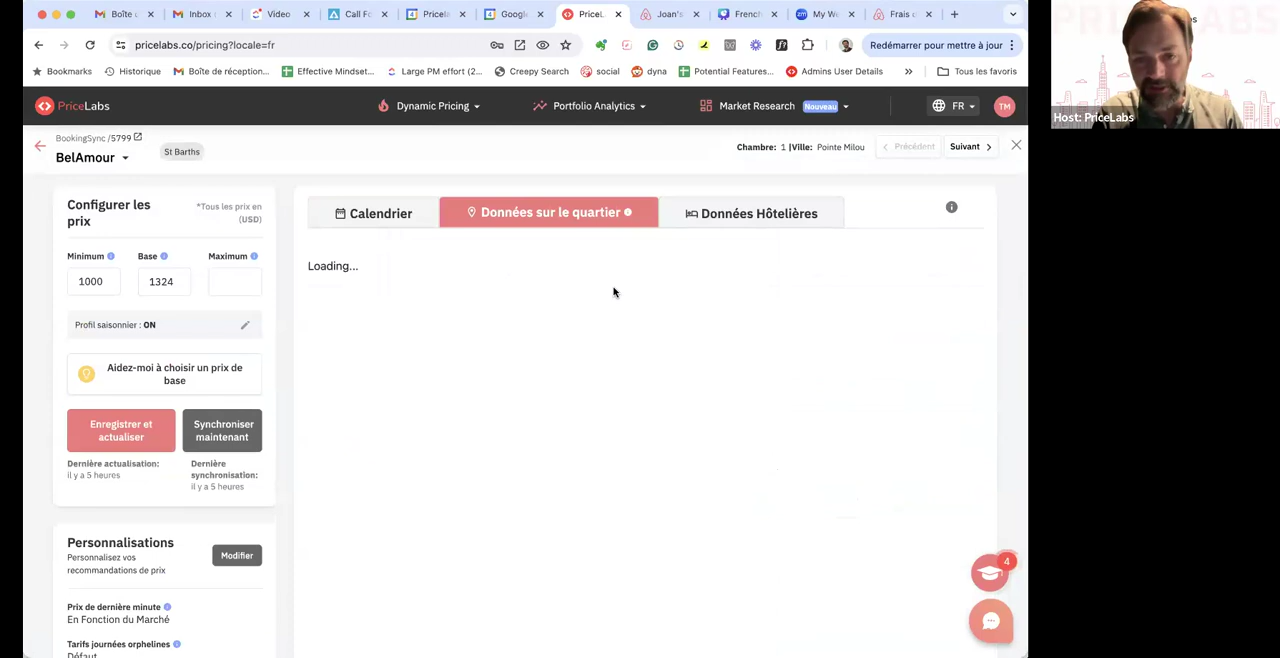 Boîte d
Inbox (
Video
Call Fo
Pricela
Google
PriceL
Joan's
French
My We
Frais d
pricelabs.co/pricing?locale=fr
Redémarrer pour mettre à jour
Bookmarks
Historique
Boîte de réception...
Effective Mindset...
Large PM effort (2...
Creepy Search
social
dyna
Potential Features...
Admins User Details
»
Tous les favoris
PRICELABS
Dynamic Pricing
Portfolio Analytics
Market Research
Nouveau
FR
TM
Host: PriceLabs
BookingSync /5799
BelAmour
St Barths
Chambre: 1 |Ville: Pointe Milou
Précédent
Suivant
Configurer les prix
*Tous les prix en (USD)
Minimum
Base
Maximum
1000
1324
Profil saisonnier : ON
Aidez-moi à choisir un prix de base
Enregistrer et actualiser
Synchroniser maintenant
Dernière actualisation:
il y a 5 heures
Dernière synchronisation:
il y a 5 heures
Calendrier
Données sur le quartier
Données Hôtelières
Loading...
Personnalisations
Personnalisez vos recommandations de prix
Modifier
Prix de dernière minute
En Fonction du Marché
Tarifs journées orphelines
Défaut
4